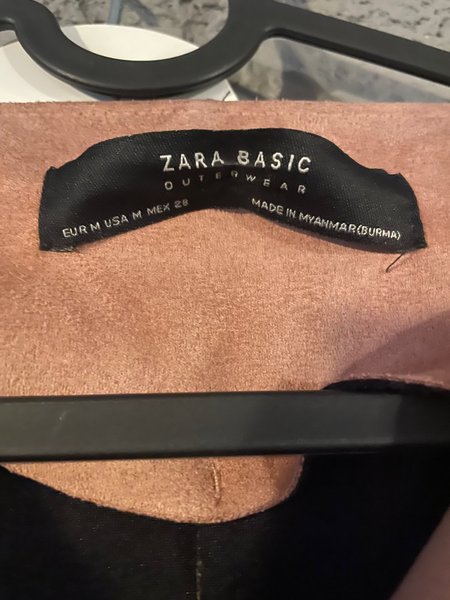 ZARA BASIC
OUTERWEAR
EUR M USA M MEX 28
MADE IN MYANMAR(BURMA)